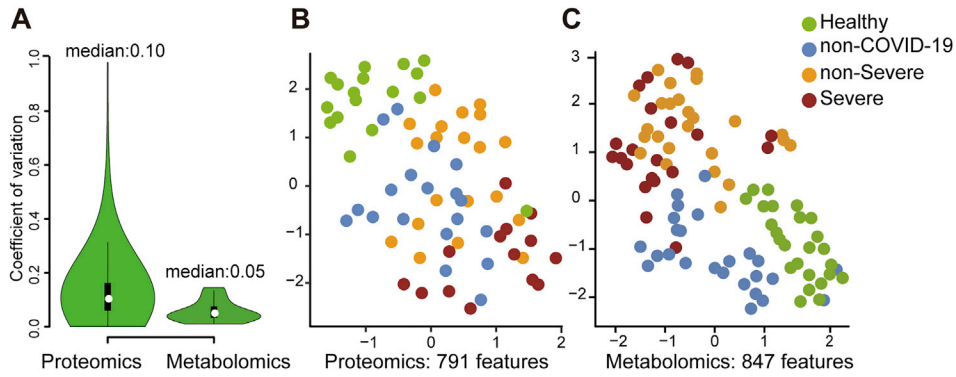 A
B
C
median:0.10
median:0.05
Coefficient of variation
1.0
0.8
0.6
0.4
0.2
0.0
Proteomics
Metabolomics
2
1
0
−1
−2
−1
0
1
2
Proteomics: 791 features
3
2
1
0
−1
−2
−2
−1
0
1
2
Metabolomics: 847 features
Healthy
non-COVID-19
non-Severe
Severe